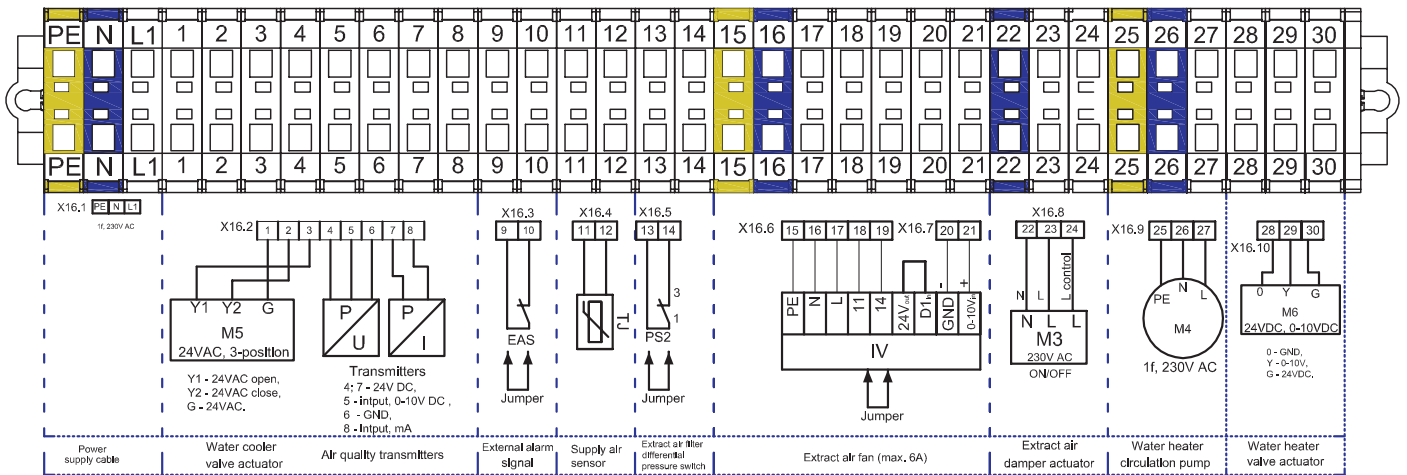 PE N L1 1 2 3 4 5 6 7 8 9 10 11 12 13 14 15 16 17 18 19 20 21 22 23 24 25 26 27 28 29 30
PE N L1 1 2 3 4 5 6 7 8 9 10 11 12 13 14 15 16 17 18 19 20 21 22 23 24 25 26 27 28 29 30
X16.1 PE N L1
1f, 230V AC
X16.2 1 2 3 4 5 6 7 8
Y1 Y2 G
M5
24VAC, 3-position
Y1 - 24VAC open,
Y2 - 24VAC close,
G - 24VAC.
P U
P I
Transmitters
4; 7 - 24V DC,
5 - intput, 0-10V DC ,
6 - GND,
8 - Intput, mA
X16.3
9 10
EAS
Jumper
X16.4
11 12
TJ
X16.5
13 14
3
1
PS2
Jumper
X16.6 15 16 17 18 19
X16.7 20 21
- +
PE N L 11 14 24Vout D1In GND 0-10Vin
IV
Jumper
X16.8
22 23 24
N L L control
N L L
M3
230V AC
ON/OFF
X16.9 25 26 27
PE N L
M4
1f, 230V AC
X16.10 28 29 30
0 Y G
M6
24VDC, 0-10VDC
0 - GND,
Y - 0-10V,
G - 24VDC.
Power
supply cable
Water cooler
valve actuator
Air quality transmitters
External alarm
signal
Supply air
sensor
Extract air filter
differential
pressure switch
Extract air fan (max. 6A)
Extract air
damper actuator
Water heater
circulation pump
Water heater
valve actuator